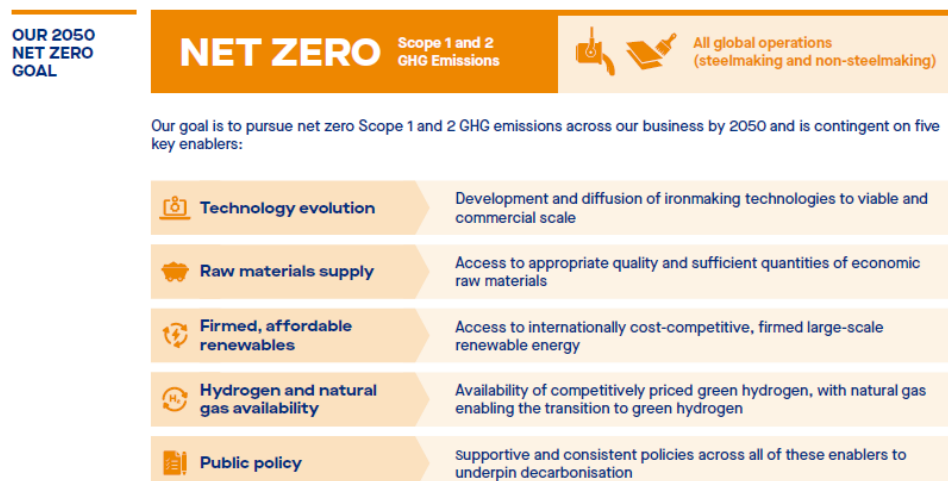 OUR 2050
NET ZERO
GOAL
NET ZERO
Scope 1 and 2
GHG Emissions
All global operations
(steelmaking and non-steelmaking)
Our goal is to pursue net zero Scope 1 and 2 GHG emissions across our business by 2050 and is contingent on five
key enablers:
Technology evolution
Development and diffusion of ironmaking technologies to viable and
commercial scale
Raw materials supply
Access to appropriate quality and sufficient quantities of economic
raw materials
Firmed, affordable
renewables
Access to internationally cost-competitive, firmed large-scale
renewable energy
H₂
Hydrogen and natural
gas availability
Availability of competitively priced green hydrogen, with natural gas
enabling the transition to green hydrogen
Public policy
Supportive and consistent policies across all of these enablers to
underpin decarbonisation